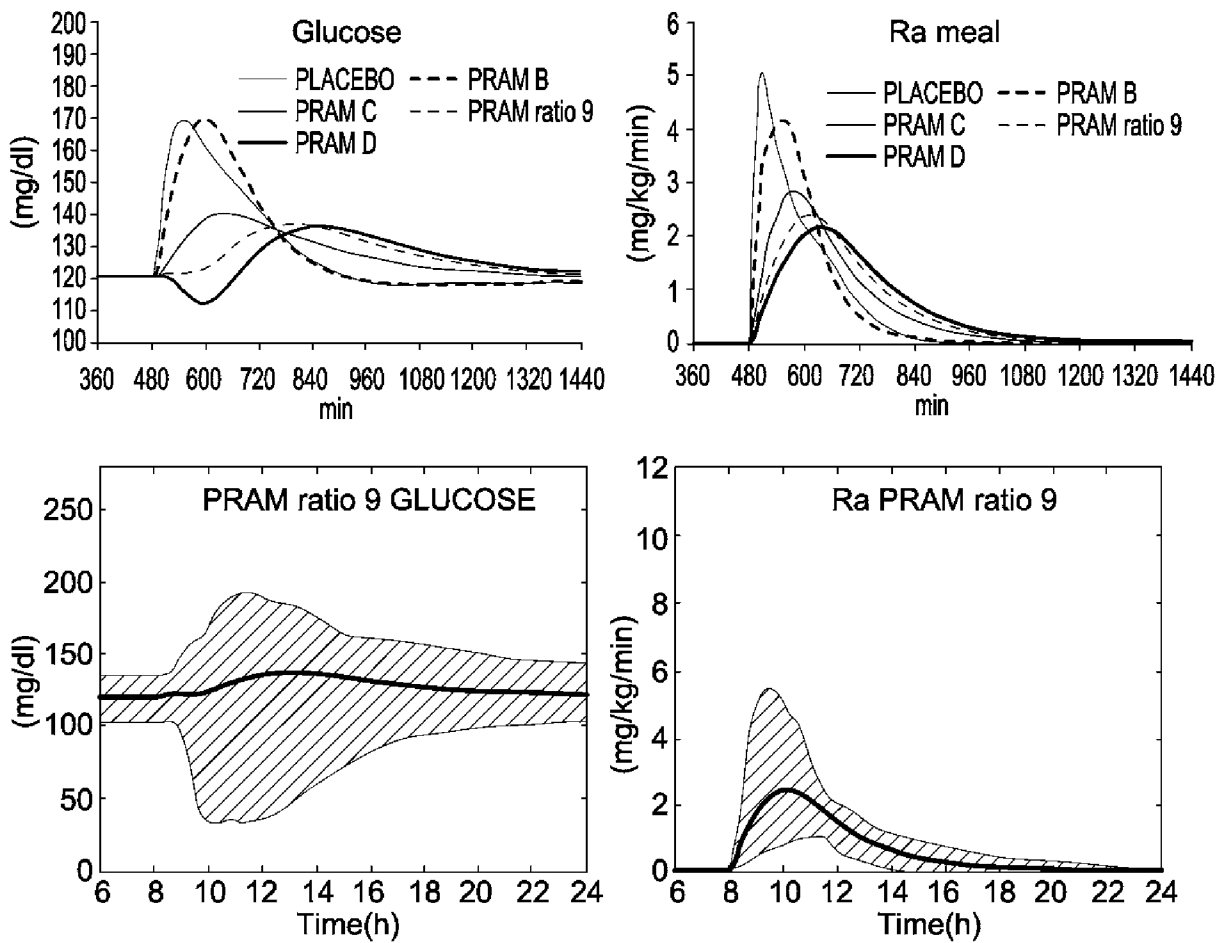 Glucose
PLACEBO
PRAM B
PRAM C
PRAM ratio 9
PRAM D
(mg/dl)
200
190
180
170
160
150
140
130
120
110
100
360 480 600 720 840 960 1080 1200 1320 1440
min
Ra meal
PLACEBO
PRAM B
PRAM C
PRAM ratio 9
PRAM D
(mg/kg/min)
6
5
4
3
2
1
0
360 480 600 720 840 960 1080 1200 1320 1440
min
PRAM ratio 9 GLUCOSE
(mg/dl)
250
200
150
100
50
0
6 8 10 12 14 16 18 20 22 24
Time(h)
Ra PRAM ratio 9
(mg/kg/min)
12
10
8
6
4
2
0
6 8 10 12 14 16 18 20 22 24
Time(h)